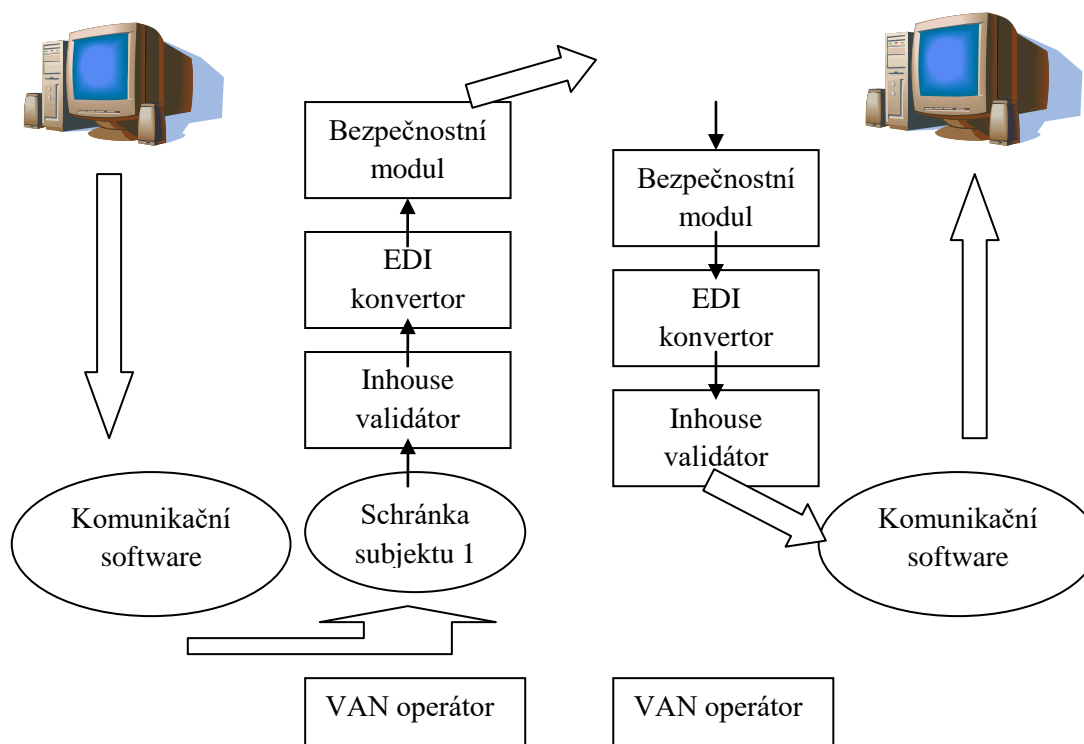 Bezpečnostní
modul
EDI
konvertor
Inhouse
validátor
Schránka
subjektu 1
Komunikační
software
VAN operátor
Bezpečnostní
modul
EDI
konvertor
Inhouse
validátor
Komunikační
software
VAN operátor